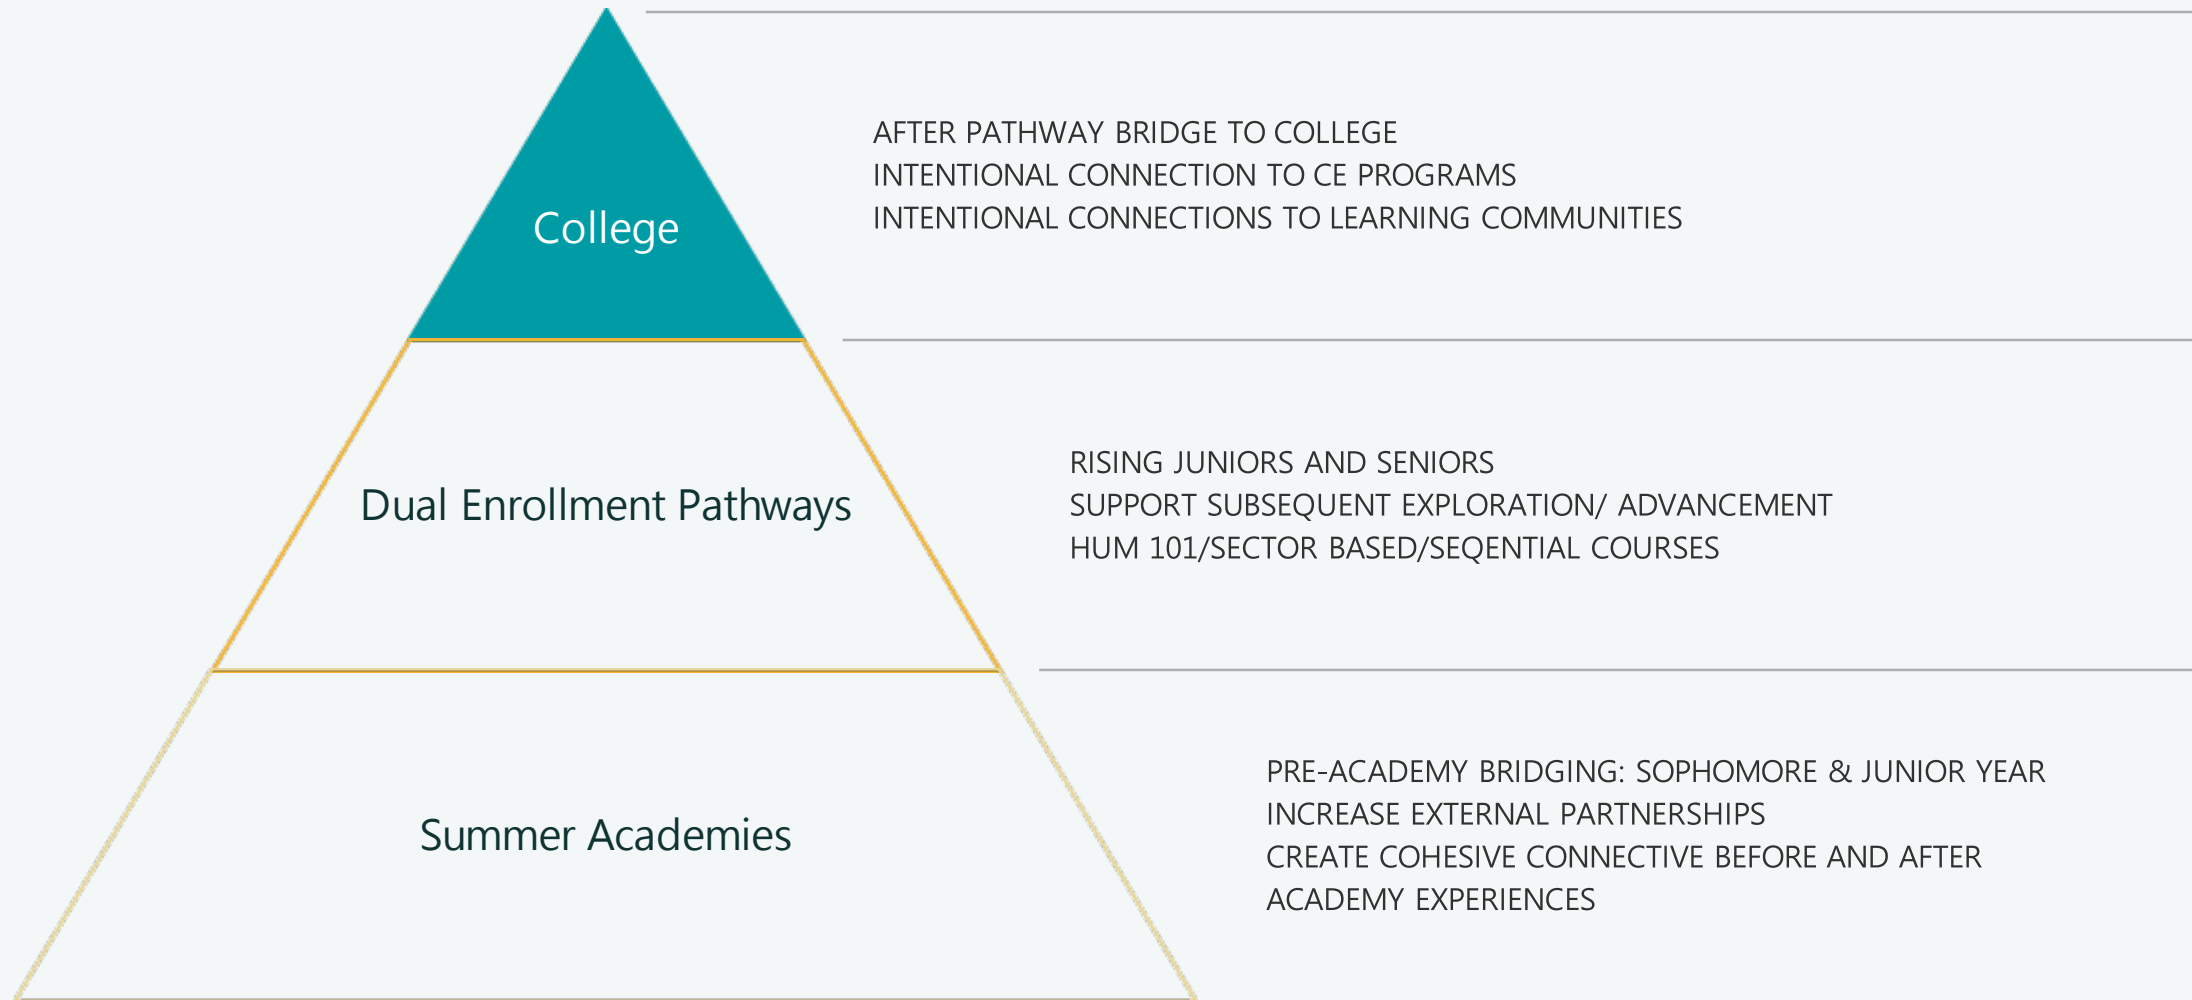 College
AFTER PATHWAY BRIDGE TO COLLEGE
INTENTIONAL CONNECTION TO CE PROGRAMS
INTENTIONAL CONNECTIONS TO LEARNING COMMUNITIES
Dual Enrollment Pathways
RISING JUNIORS AND SENIORS
SUPPORT SUBSEQUENT EXPLORATION/ ADVANCEMENT
HUM 101/SECTOR BASED/SEQENTIAL COURSES
Summer Academies
PRE-ACADEMY BRIDGING: SOPHOMORE & JUNIOR YEAR
INCREASE EXTERNAL PARTNERSHIPS
CREATE COHESIVE CONNECTIVE BEFORE AND AFTER
ACADEMY EXPERIENCES